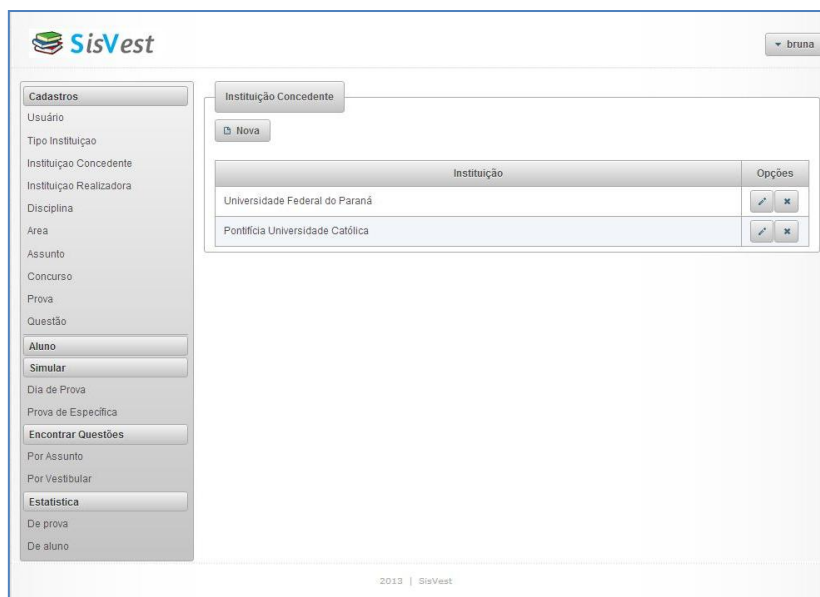 SisVest
bruna
Cadastros
Usuário
Tipo Instituiçao
Instituiçao Concedente
Instituiçao Realizadora
Disciplina
Area
Assunto
Concurso
Prova
Questão
Aluno
Simular
Dia de Prova
Prova de Específica
Encontrar Questões
Por Assunto
Por Vestibular
Estatistica
De prova
De aluno
Instituição Concedente
Nova
Instituição Opções
Universidade Federal do Paraná
Pontifícia Universidade Católica
2013 | SisVest